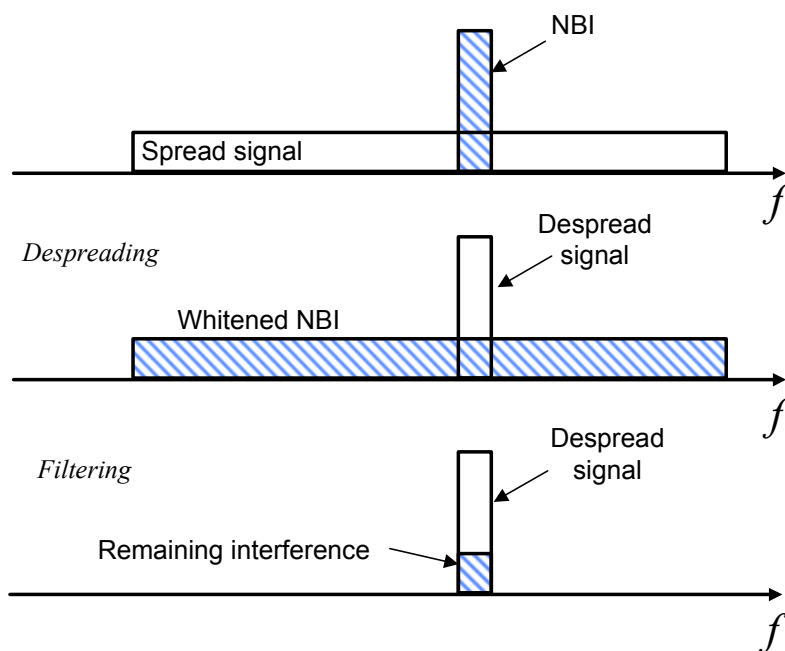 NBI
Spread signal
f
Despreading
Despread
signal
Whitened NBI
f
Filtering
Despread
signal
Remaining interference
f